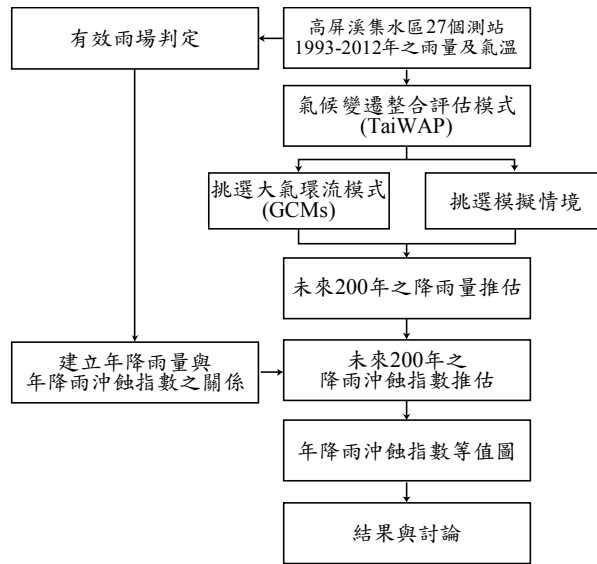 有效雨場判定
高屏溪集水區27個測站
1993-2012年之雨量及氣溫
氣候變遷整合評估模式
(TaiWAP)
挑選大氣環流模式
(GCMs)
挑選模擬情境
未來200年之降雨量推估
建立年降雨量與
年降雨沖蝕指數之關係
未來200年之
降雨沖蝕指數推估
年降雨沖蝕指數等值圖
結果與討論